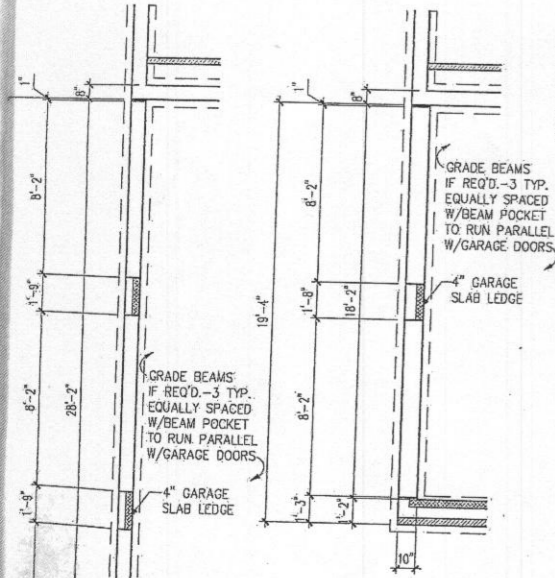 1"
8"
8'-2"
1'-9"
8'-2"
28'-2"
1'-9"
GRADE BEAMS
IF REQ'D.-3 TYP.
EQUALLY SPACED
W/BEAM POCKET
TO RUN PARALLEL
W/GARAGE DOORS
4" GARAGE
SLAB LEDGE
1"
8"
8'-2"
19'-4"
1'-8"
18'-2"
8'-2"
1'-3"
1'-2"
10"
GRADE BEAMS
IF REQ'D.-3 TYP.
EQUALLY SPACED
W/BEAM POCKET
TO RUN PARALLEL
W/GARAGE DOORS
4" GARAGE
SLAB LEDGE